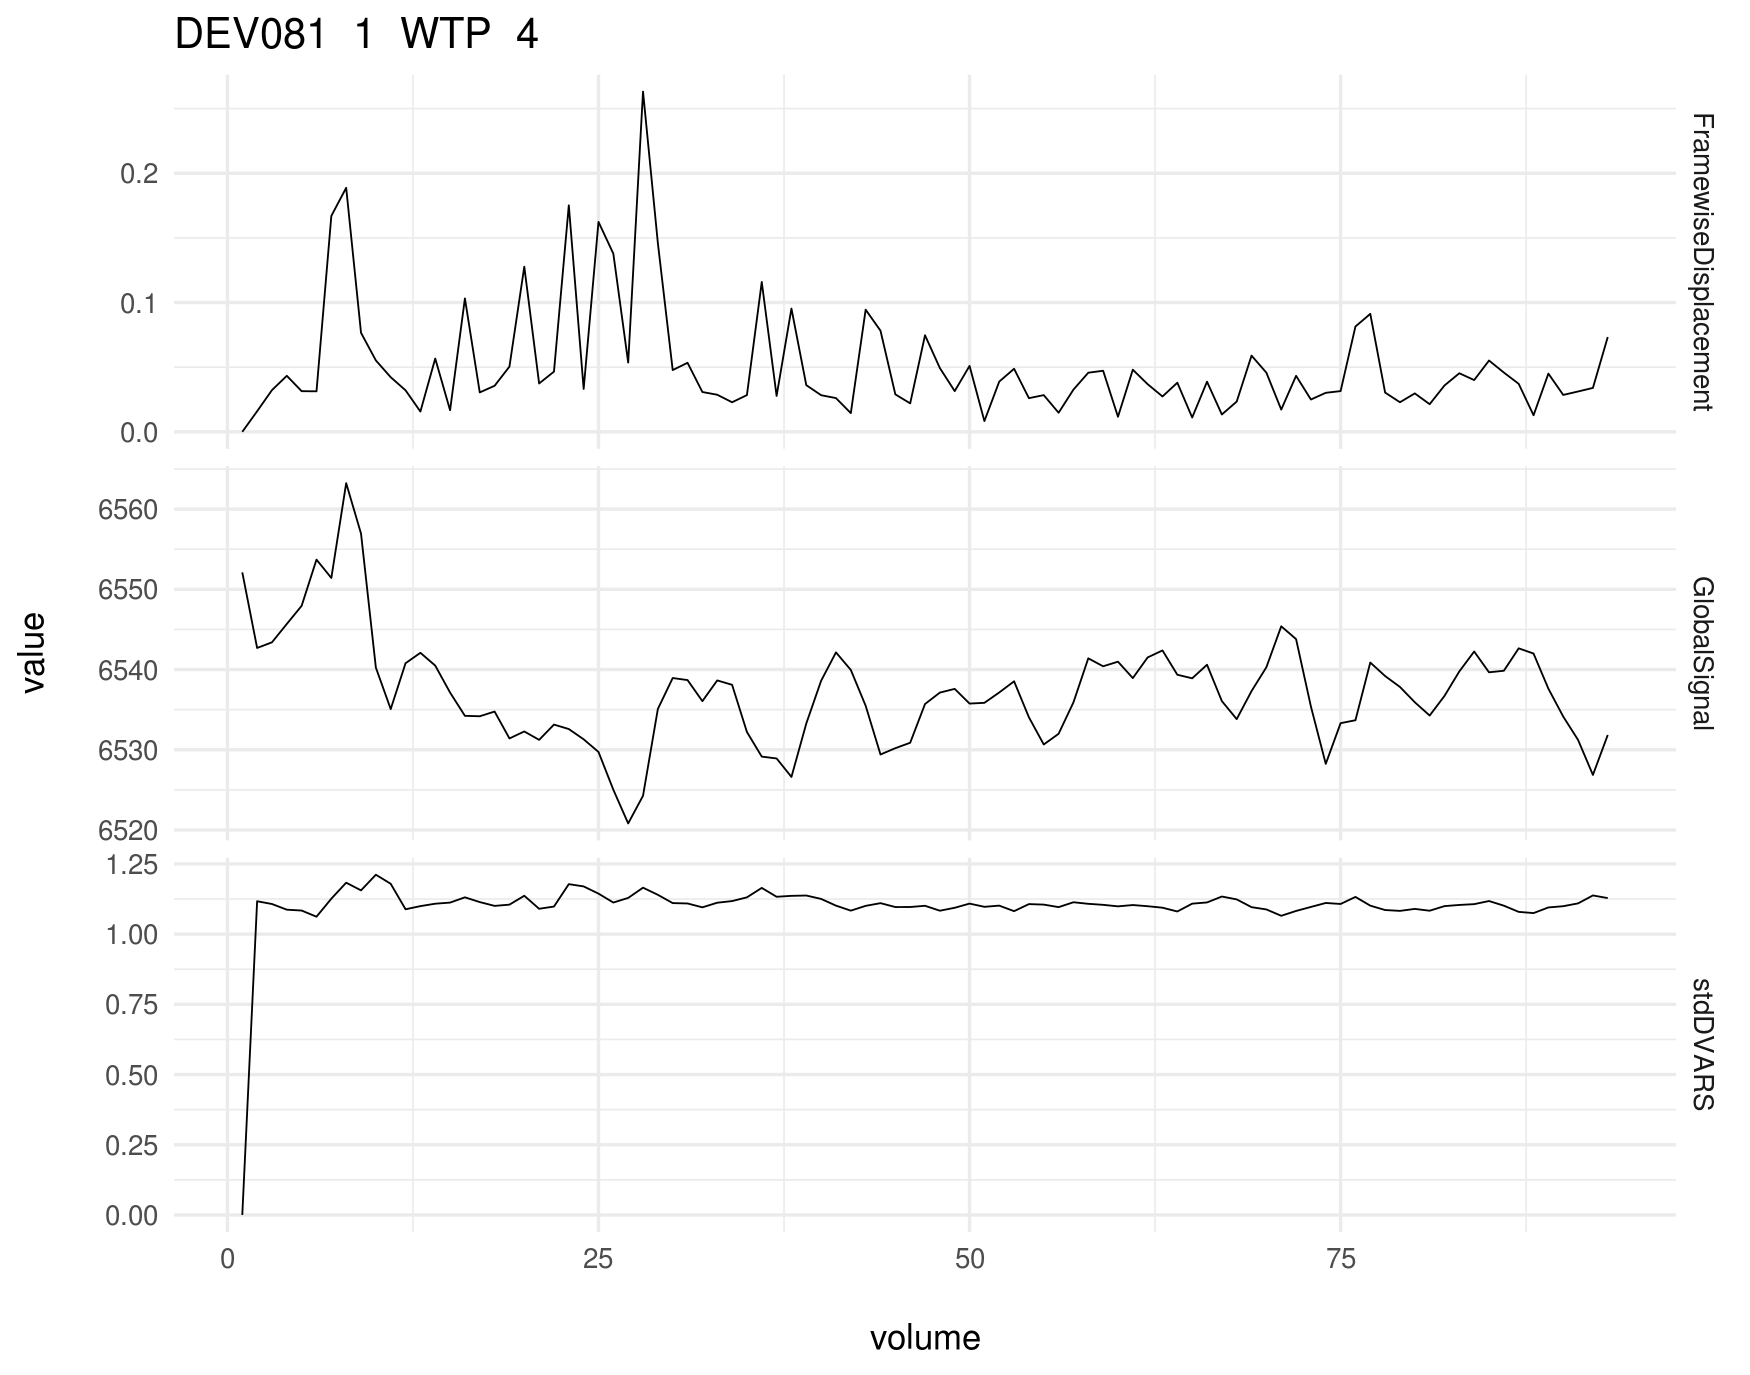 DEV081 1 WTP 4
0.2
0.1
0.0
FramewiseDisplacement
6560
6550
6540
6530
6520
GlobalSignal
value
1.25
1.00
0.75
0.50
0.25
0.00
stdDVARS
0 25 50 75
volume